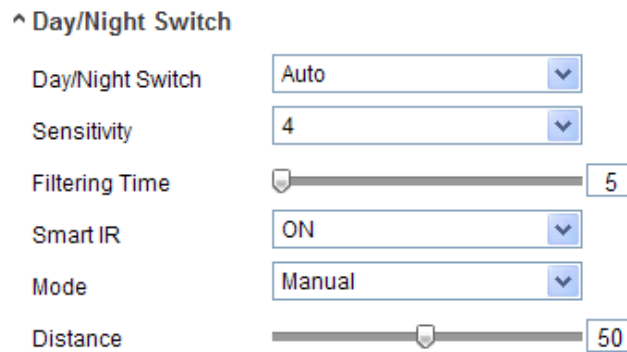 Day/Night Switch
Day/Night Switch Auto
Sensitivity 4
Filtering Time 5
Smart IR ON
Mode Manual
Distance 50